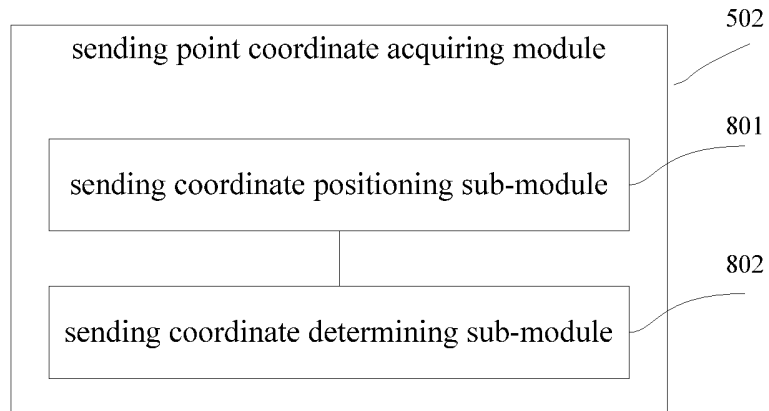 502
sending point coordinate acquiring module
801
sending coordinate positioning sub-module
802
sending coordinate determining sub-module